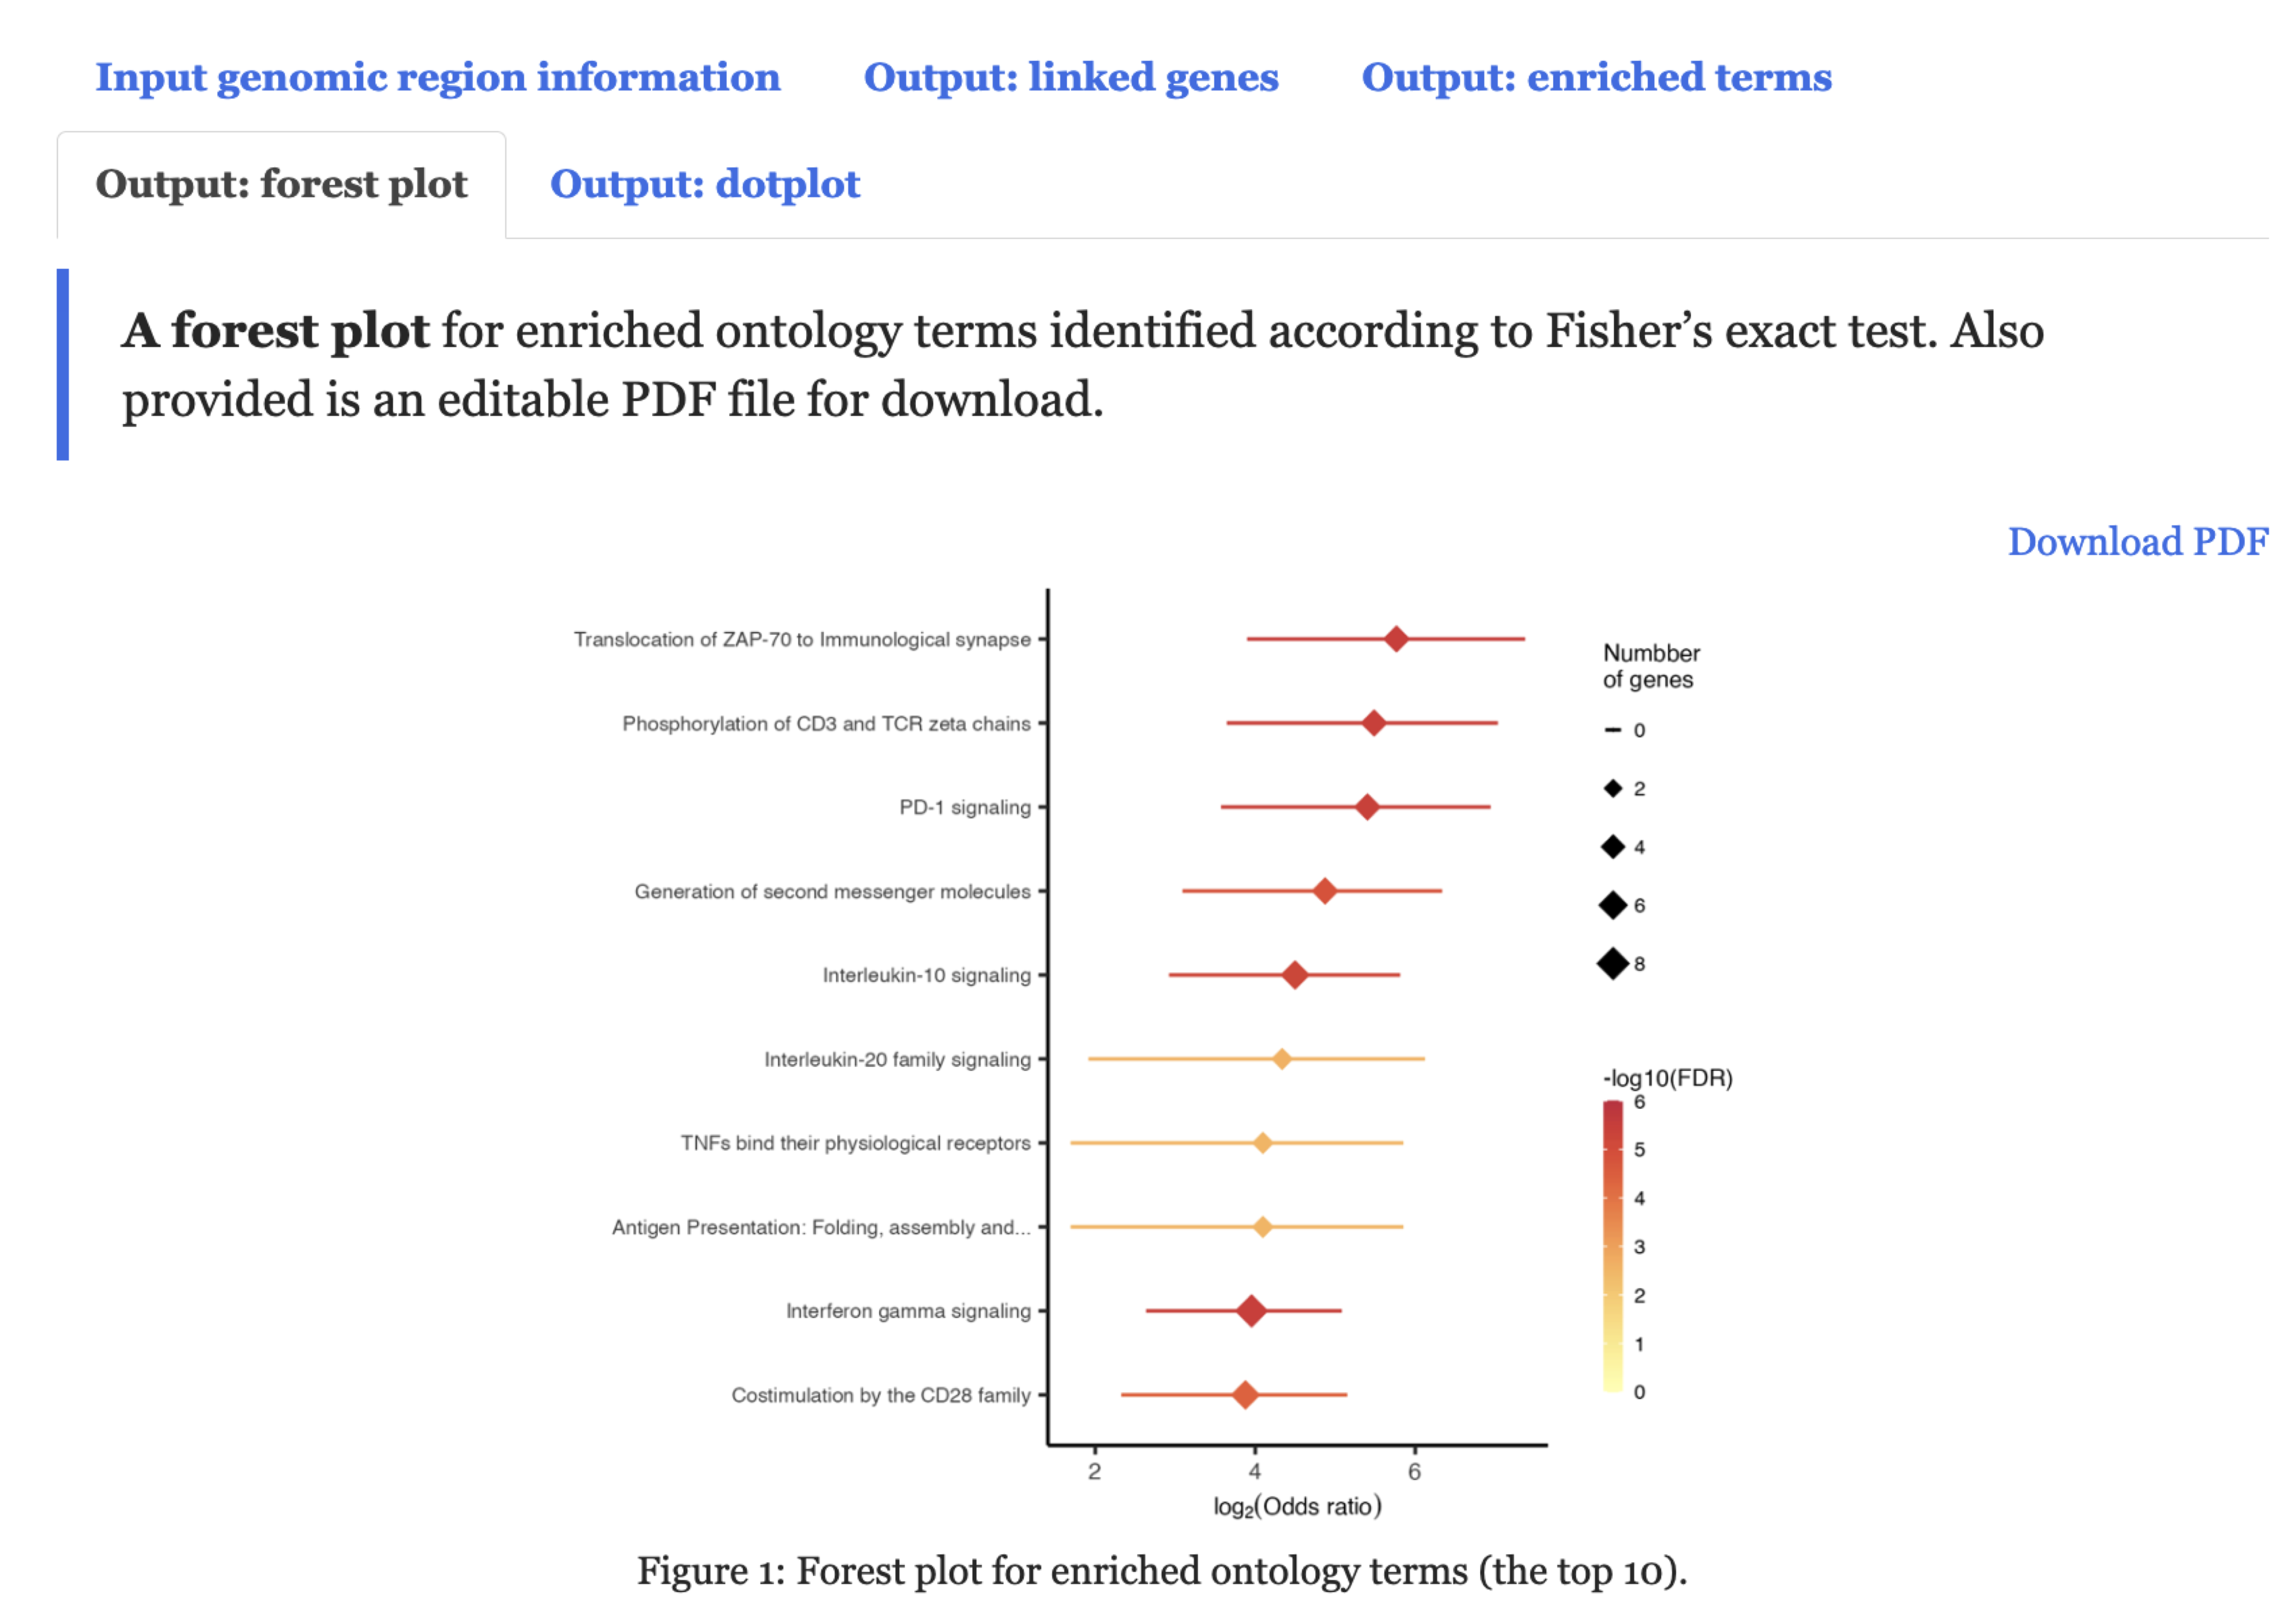 Input genomic region information
Output: linked genes
Output: enriched terms
Output: forest plot
Output: dotplot
A forest plot for enriched ontology terms identified according to Fisher’s exact test. Also
provided is an editable PDF file for download.
Download PDF
Translocation of ZAP-70 to Immunological synapse
Phosphorylation of CD3 and TCR zeta chains
PD-1 signaling
Generation of second messenger molecules
Interleukin-10 signaling
Interleukin-20 family signaling
TNFs bind their physiological receptors
Antigen Presentation: Folding, assembly and...
Interferon gamma signaling
Costimulation by the CD28 family
2 4 6
log₂(Odds ratio)
Numbber
of genes
0
2
4
6
8
-log10(FDR)
6
5
4
3
2
1
0
Figure 1: Forest plot for enriched ontology terms (the top 10).